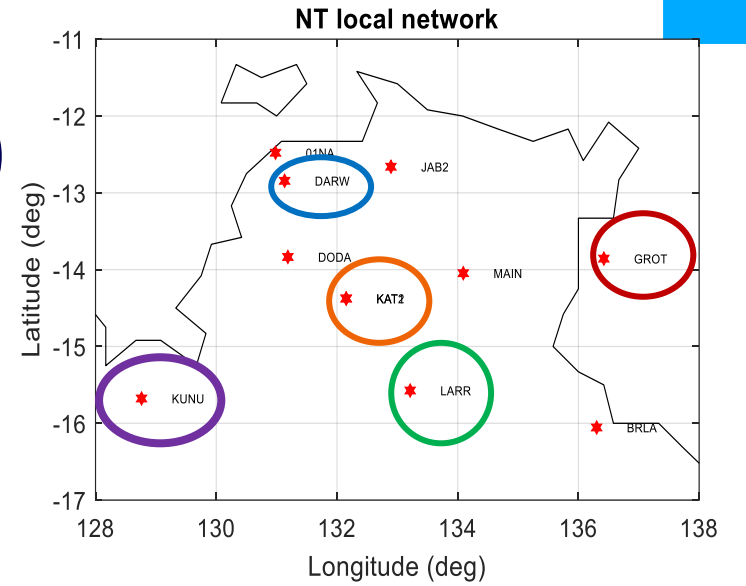 NT local network
-11
-12
-13
-14
-15
-16
-17
Latitude (deg)
01NA
JAB2
DARW
DODA
GROT
MAIN
LARR
KUNU
BRLA
128
130
132
134
136
138
Longitude (deg)